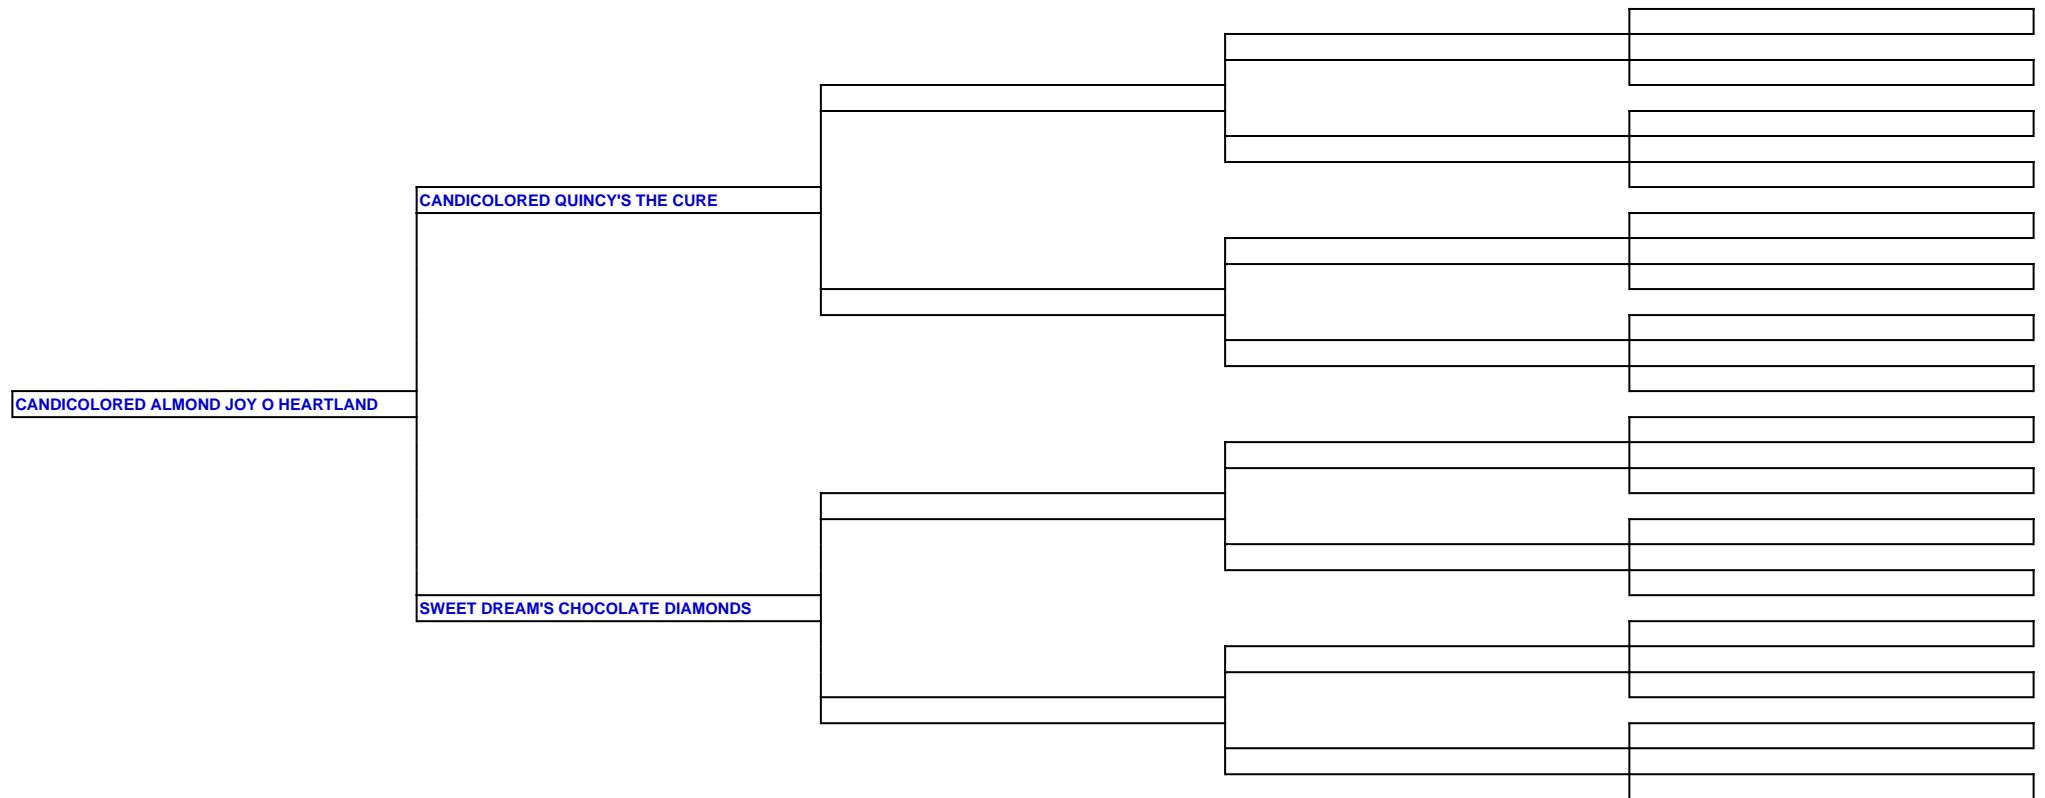 CANDICOLORED QUINCY'S THE CURE
CANDICOLORED ALMOND JOY O HEARTLAND
SWEET DREAM'S CHOCOLATE DIAMONDS